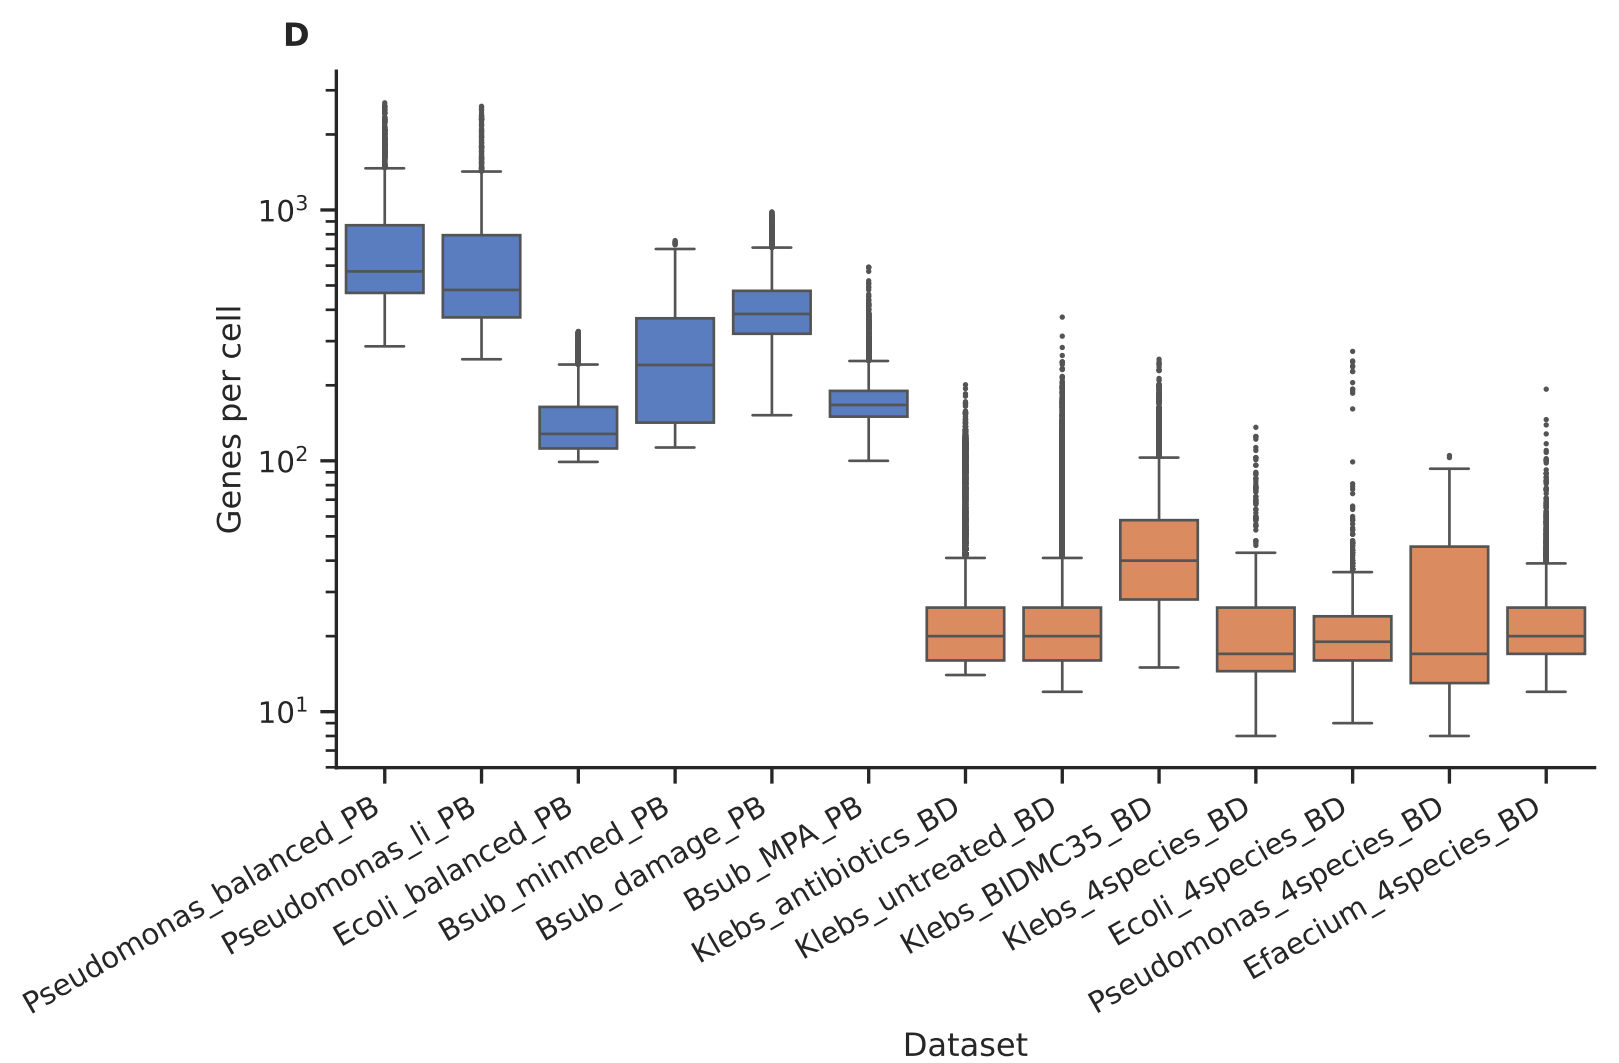 D
Genes per cell
10³
10²
10¹
Pseudomonas_balanced_PB
Pseudomonas_li_PB
Ecoli_balanced_PB
Bsub_minmed_PB
Bsub_damage_PB
Bsub_MPA_PB
Klebs_antibiotics_BD
Klebs_untreated_BD
Klebs_BIDMC35_BD
Klebs_4species_BD
Ecoli_4species_BD
Pseudomonas_4species_BD
Efaecium_4species_BD
Dataset